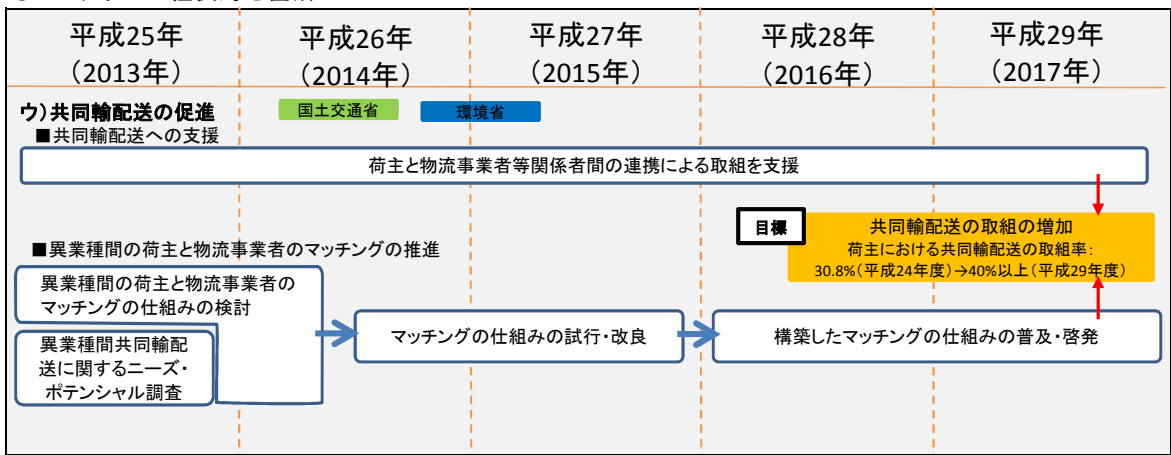 平成25年
(2013年)
平成26年
(2014年)
平成27年
(2015年)
平成28年
(2016年)
平成29年
(2017年)
ウ)共同輸配送の促進
国土交通省
環境省
■共同輸配送への支援
荷主と物流事業者等関係者間の連携による取組を支援
目標
共同輸配送の取組の増加
荷主における共同輸配送の取組率:
30.8%(平成24年度)→40%以上(平成29年度)
■異業種間の荷主と物流事業者のマッチングの推進
異業種間の荷主と物流事業者の
マッチングの仕組みの検討
異業種間共同輸配
送に関するニーズ・
ポテンシャル調査
マッチングの仕組みの試行・改良
構築したマッチングの仕組みの普及・啓発